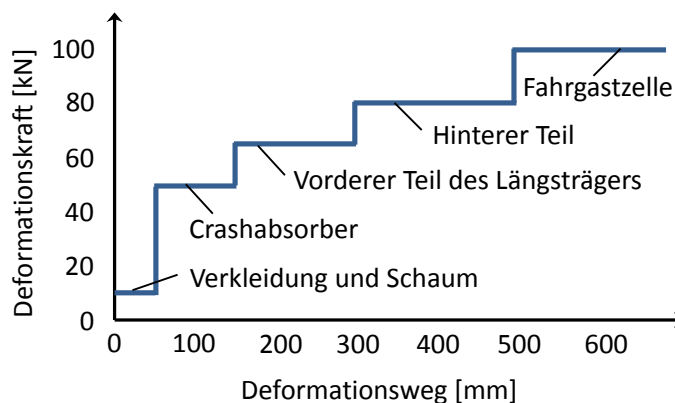 Deformationskraft [kN]
100
80
60
40
20
0
Fahrgastzelle
Hinterer Teil
Vorderer Teil des Längsträgers
Crashabsorber
Verkleidung und Schaum
0 100 200 300 400 500 600
Deformationsweg [mm]